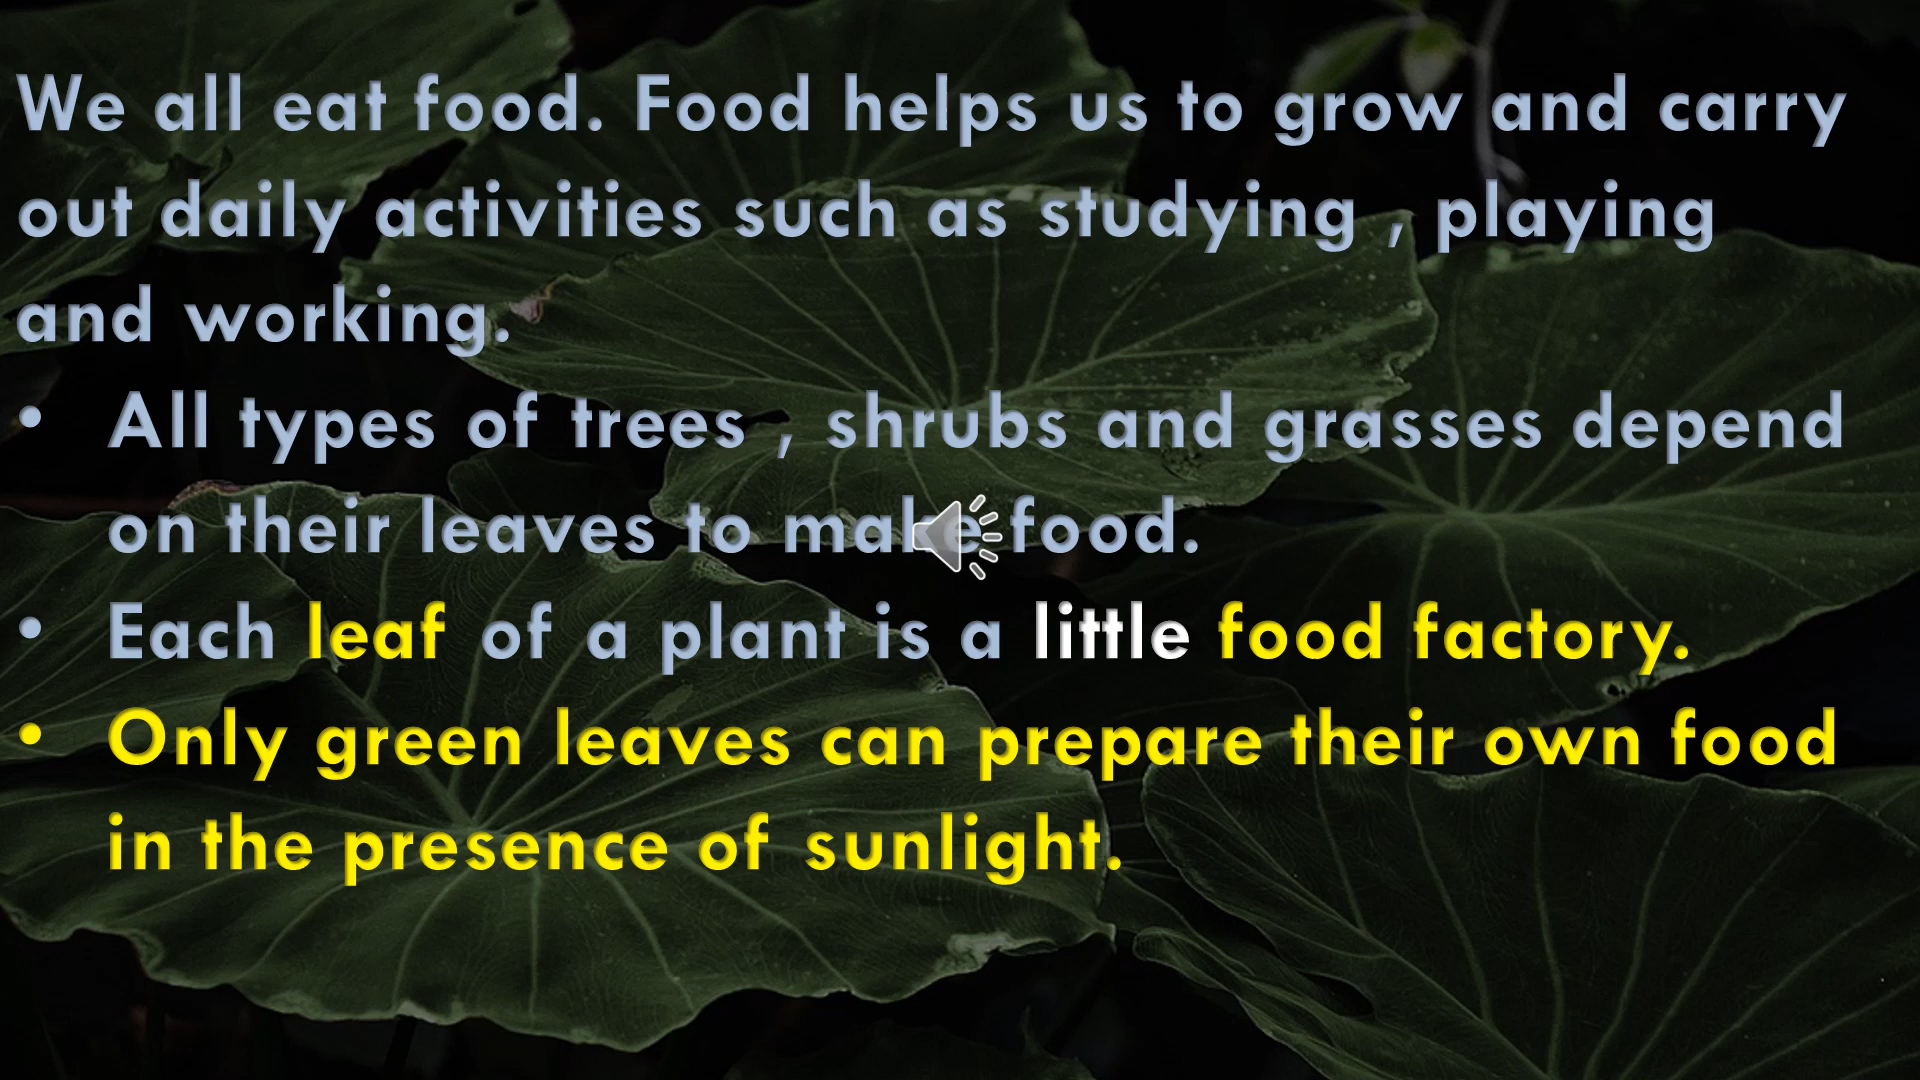 We all eat food. Food helps us to grow and carry
out daily activities such as studying , playing
and working.
• All types of trees , shrubs and grasses depend
on their leaves to make food.
• Each leaf of a plant is a little food factory.
• Only green leaves can prepare their own food
in the presence of sunlight.